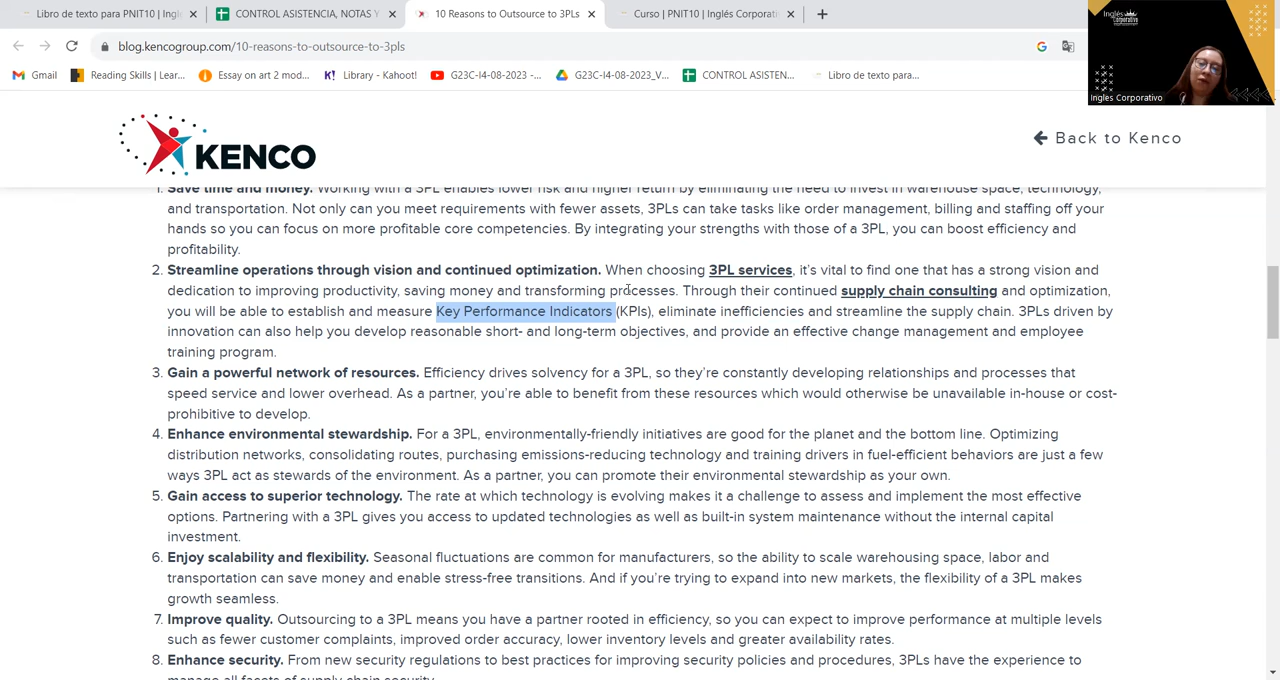 Libro de texto para PNIT10 | Ingl
CONTROL ASISTENCIA, NOTAS Y
10 Reasons to Outsource to 3PLs
Curso | PNIT10 | Inglés Corporati
blog.kencogroup.com/10-reasons-to-outsource-to-3pls
Gmail
Reading Skills | Lear...
Essay on art 2 mod...
Library - Kahoot!
G23C-I4-08-2023 -...
G23C-I4-08-2023_V...
CONTROL ASISTEN...
Libro de texto para...
Inglés
Corporativo
Ingles Corporativo
KENCO
Back to Kenco
1. Save time and money. Working with a 3PL enables lower risk and higher return by eliminating the need to invest in warehouse space, technology,
and transportation. Not only can you meet requirements with fewer assets, 3PLs can take tasks like order management, billing and staffing off your
hands so you can focus on more profitable core competencies. By integrating your strengths with those of a 3PL, you can boost efficiency and
profitability.
2. Streamline operations through vision and continued optimization. When choosing 3PL services, it's vital to find one that has a strong vision and
dedication to improving productivity, saving money and transforming processes. Through their continued supply chain consulting and optimization,
you will be able to establish and measure Key Performance Indicators (KPIs), eliminate inefficiencies and streamline the supply chain. 3PLs driven by
innovation can also help you develop reasonable short- and long-term objectives, and provide an effective change management and employee
training program.
3. Gain a powerful network of resources. Efficiency drives solvency for a 3PL, so they're constantly developing relationships and processes that
speed service and lower overhead. As a partner, you're able to benefit from these resources which would otherwise be unavailable in-house or cost-
prohibitive to develop.
4. Enhance environmental stewardship. For a 3PL, environmentally-friendly initiatives are good for the planet and the bottom line. Optimizing
distribution networks, consolidating routes, purchasing emissions-reducing technology and training drivers in fuel-efficient behaviors are just a few
ways 3PL act as stewards of the environment. As a partner, you can promote their environmental stewardship as your own.
5. Gain access to superior technology. The rate at which technology is evolving makes it a challenge to assess and implement the most effective
options. Partnering with a 3PL gives you access to updated technologies as well as built-in system maintenance without the internal capital
investment.
6. Enjoy scalability and flexibility. Seasonal fluctuations are common for manufacturers, so the ability to scale warehousing space, labor and
transportation can save money and enable stress-free transitions. And if you're trying to expand into new markets, the flexibility of a 3PL makes
growth seamless.
7. Improve quality. Outsourcing to a 3PL means you have a partner rooted in efficiency, so you can expect to improve performance at multiple levels
such as fewer customer complaints, improved order accuracy, lower inventory levels and greater availability rates.
8. Enhance security. From new security regulations to best practices for improving security policies and procedures, 3PLs have the experience to
manage all facets of supply chain security.